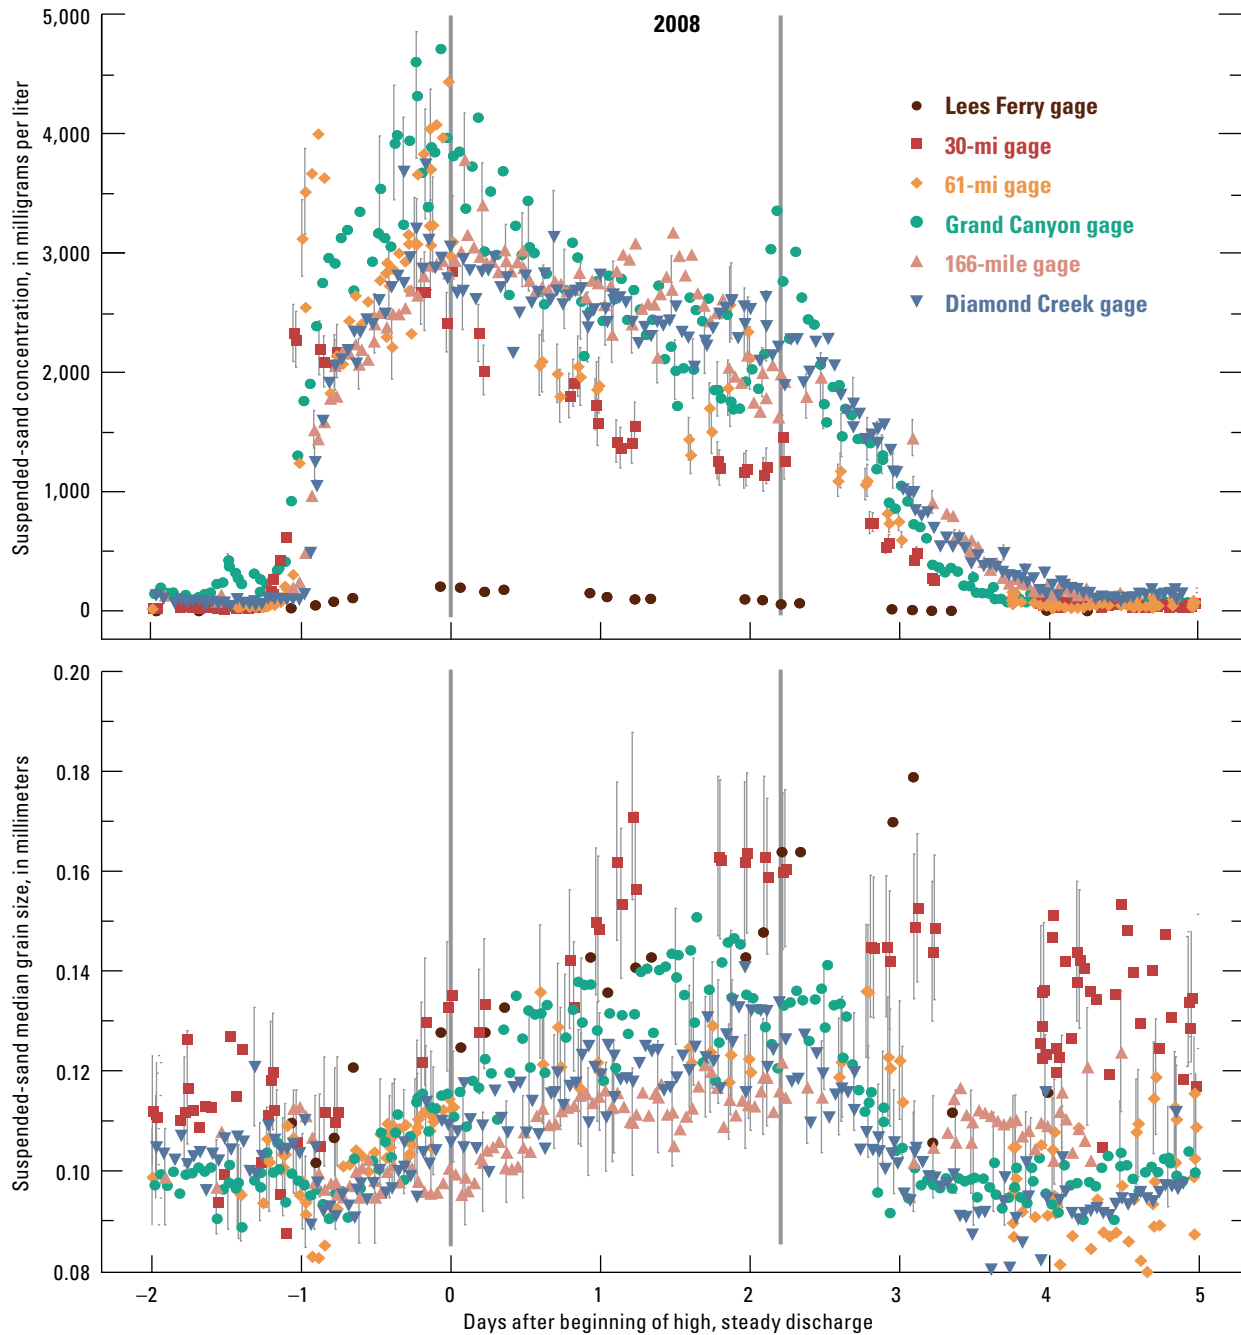 2008
5,000
4,000
3,000
2,000
1,000
0
Suspended-sand concentration, in milligrams per liter
Lees Ferry gage
30-mi gage
61-mi gage
Grand Canyon gage
166-mile gage
Diamond Creek gage
0.20
0.18
0.16
0.14
0.12
0.10
0.08
Suspended-sand median grain size, in millimeters
–2 –1 0 1 2 3 4 5
Days after beginning of high, steady discharge